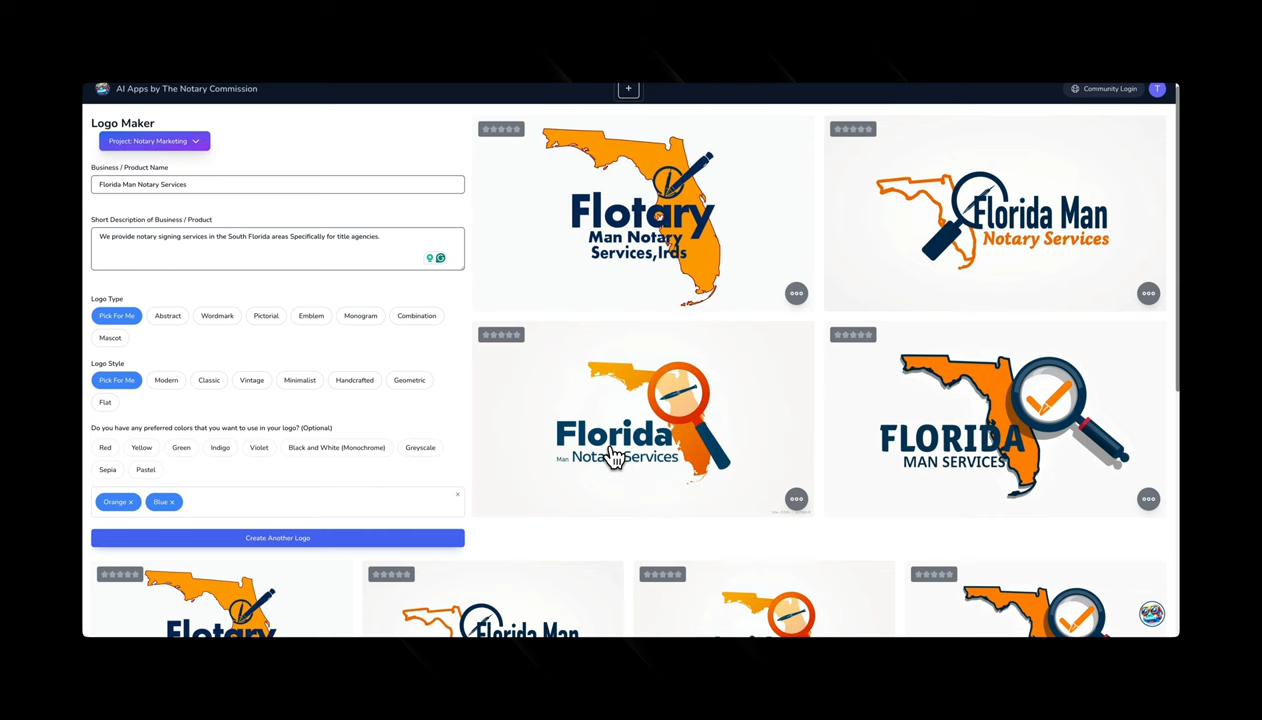 AI Apps by The Notary Commission
+
Community Login
T
Logo Maker
Project: Notary Marketing
Business / Product Name
Florida Man Notary Services
Short Description of Business / Product
We provide notary signing services in the South Florida areas Specifically for title agencies.
Logo Type
Pick For Me
Abstract
Wordmark
Pictorial
Emblem
Monogram
Combination
Mascot
Logo Style
Pick For Me
Modern
Classic
Vintage
Minimalist
Handcrafted
Geometric
Flat
Do you have any preferred colors that you want to use in your logo? (Optional)
Red
Yellow
Green
Indigo
Violet
Black and White (Monochrome)
Greyscale
Sepia
Pastel
Orange ×
Blue ×
×
Create Another Logo
Flotary
Man Notary
Services,Irds
Florida Man
Notary Services
Florida
Man Notary Services
FLORIDA
MAN SERVICES
Flotary
Florida Man